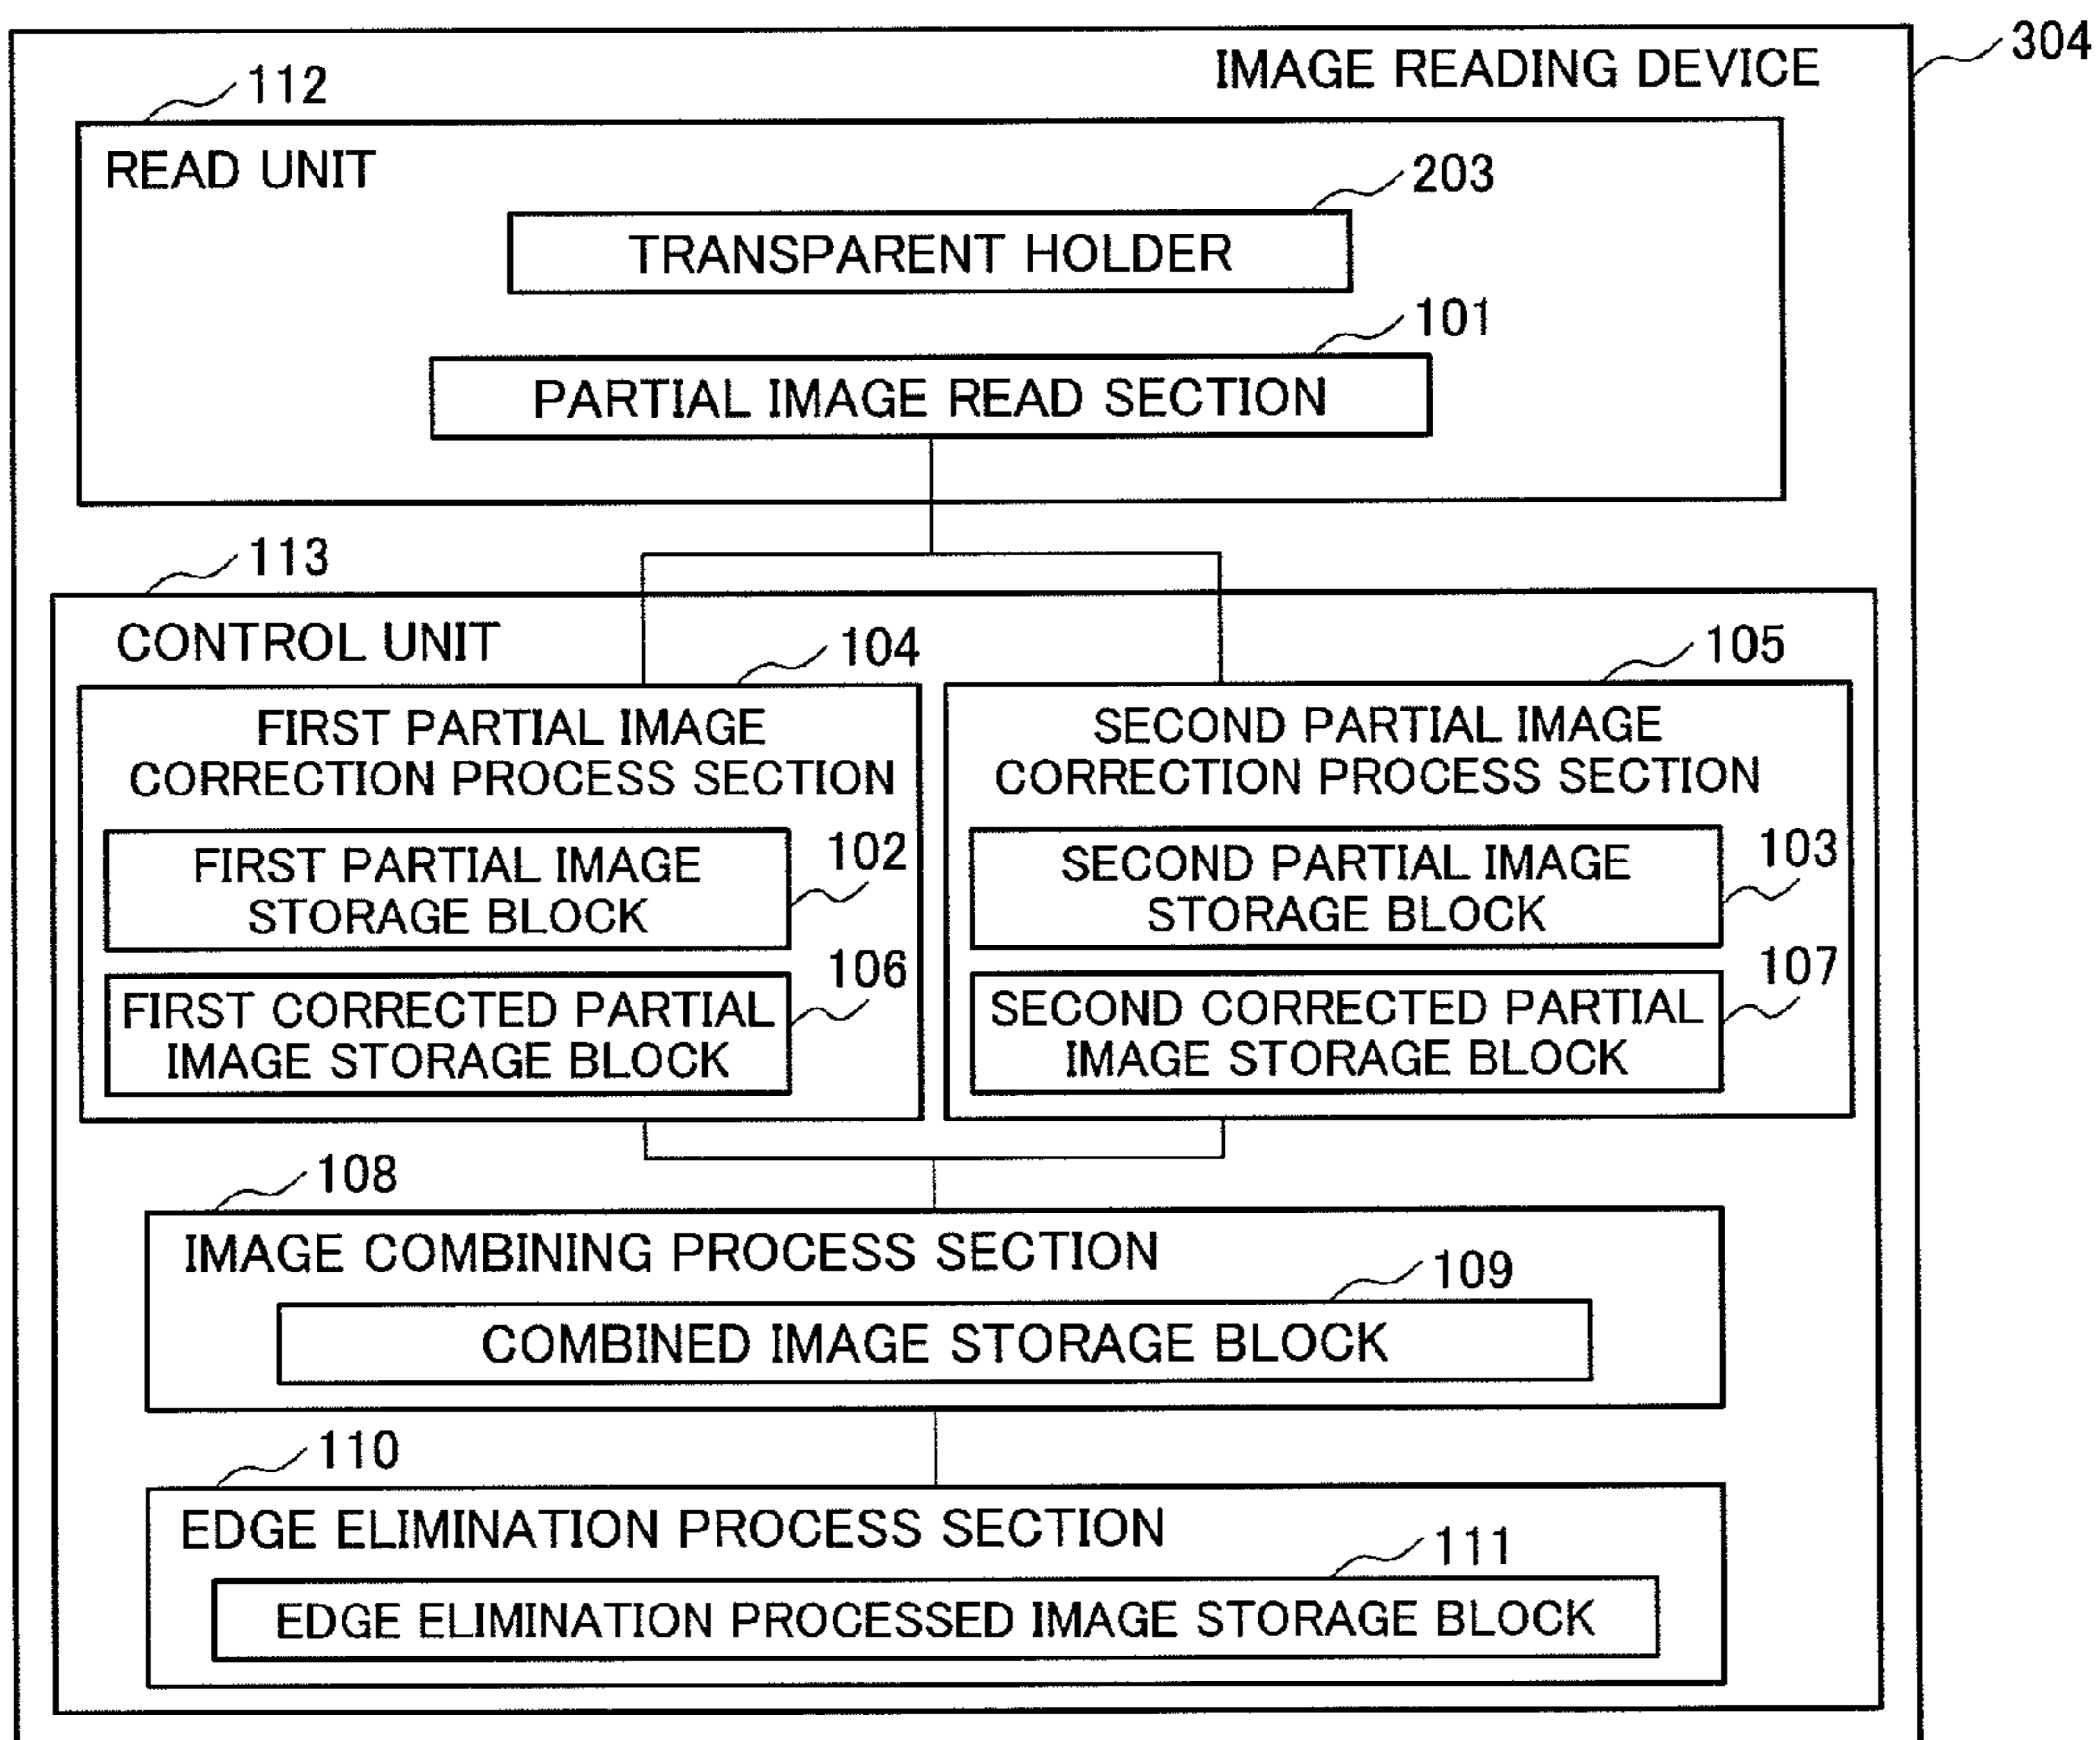 304
IMAGE READING DEVICE
112
READ UNIT
203
TRANSPARENT HOLDER
101
PARTIAL IMAGE READ SECTION
113
CONTROL UNIT
104
FIRST PARTIAL IMAGE
CORRECTION PROCESS SECTION
102
FIRST PARTIAL IMAGE
STORAGE BLOCK
106
FIRST CORRECTED PARTIAL
IMAGE STORAGE BLOCK
105
SECOND PARTIAL IMAGE
CORRECTION PROCESS SECTION
103
SECOND PARTIAL IMAGE
STORAGE BLOCK
107
SECOND CORRECTED PARTIAL
IMAGE STORAGE BLOCK
108
IMAGE COMBINING PROCESS SECTION
109
COMBINED IMAGE STORAGE BLOCK
110
EDGE ELIMINATION PROCESS SECTION
111
EDGE ELIMINATION PROCESSED IMAGE STORAGE BLOCK